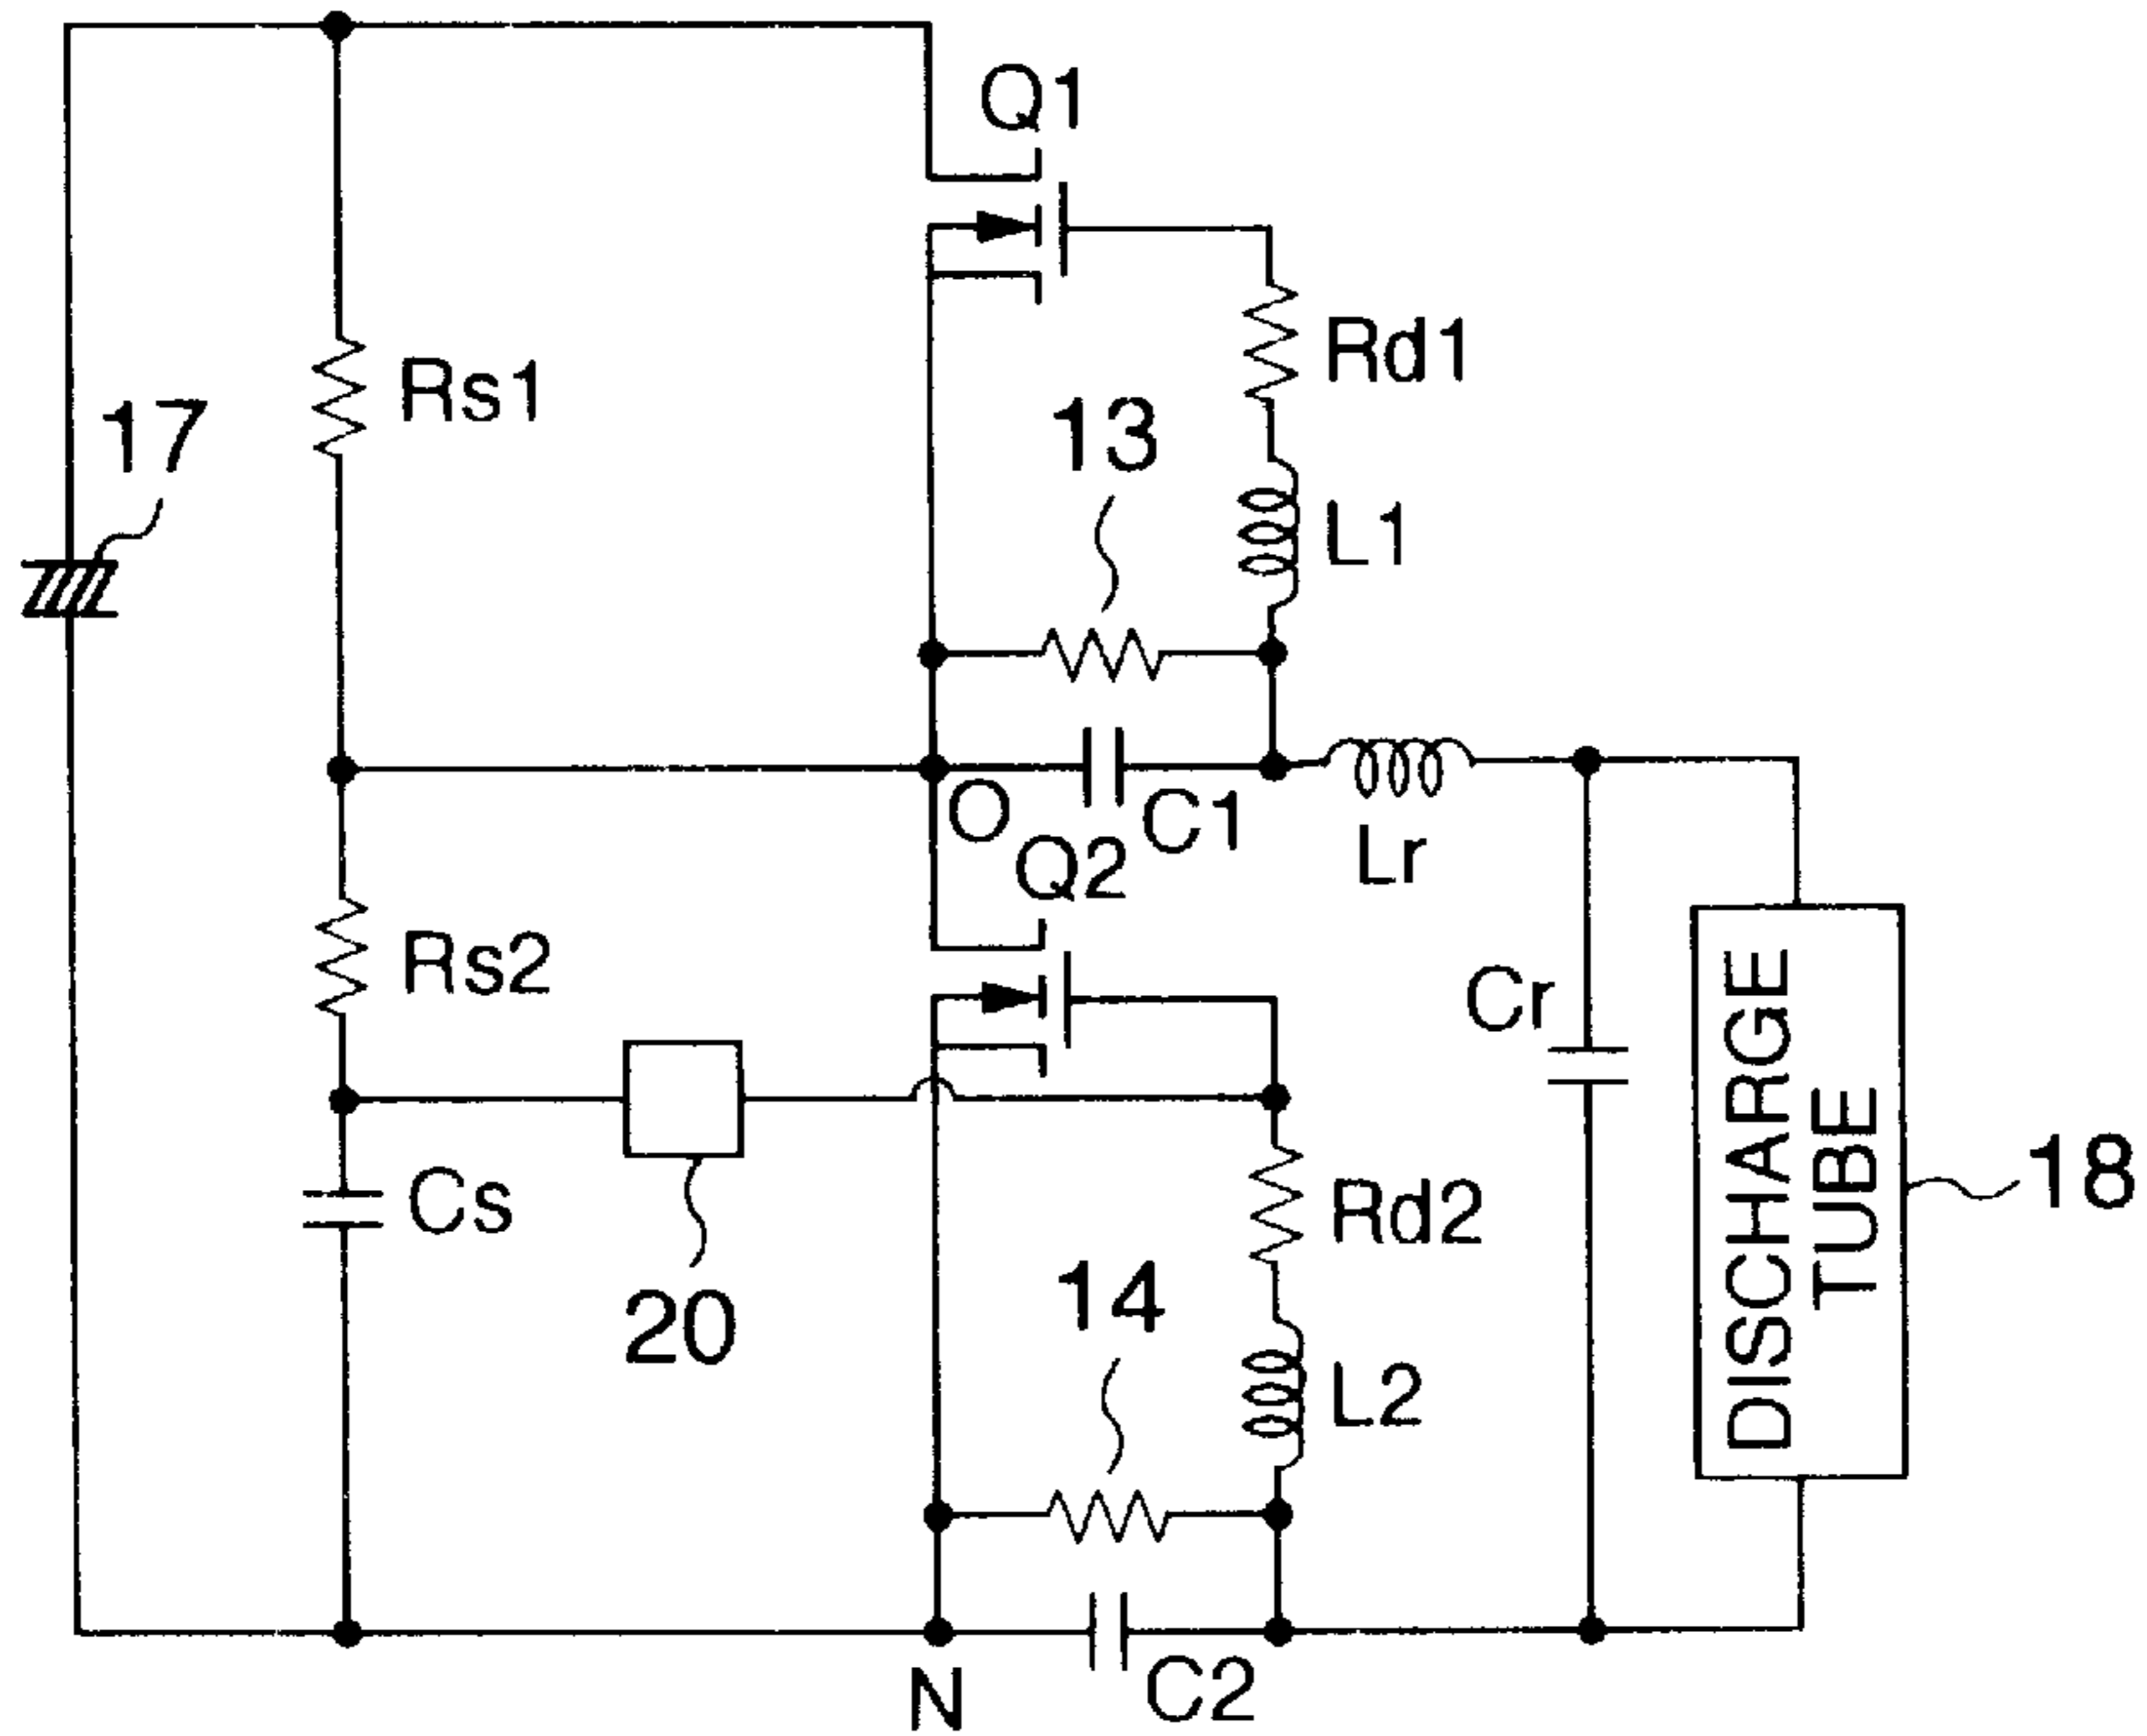 Q1
Rs1
Rd1
17
13
L1
O
C1
Q2
Lr
Rs2
Cr
DISCHARGE
TUBE
18
Cs
Rd2
20
14
L2
N
C2